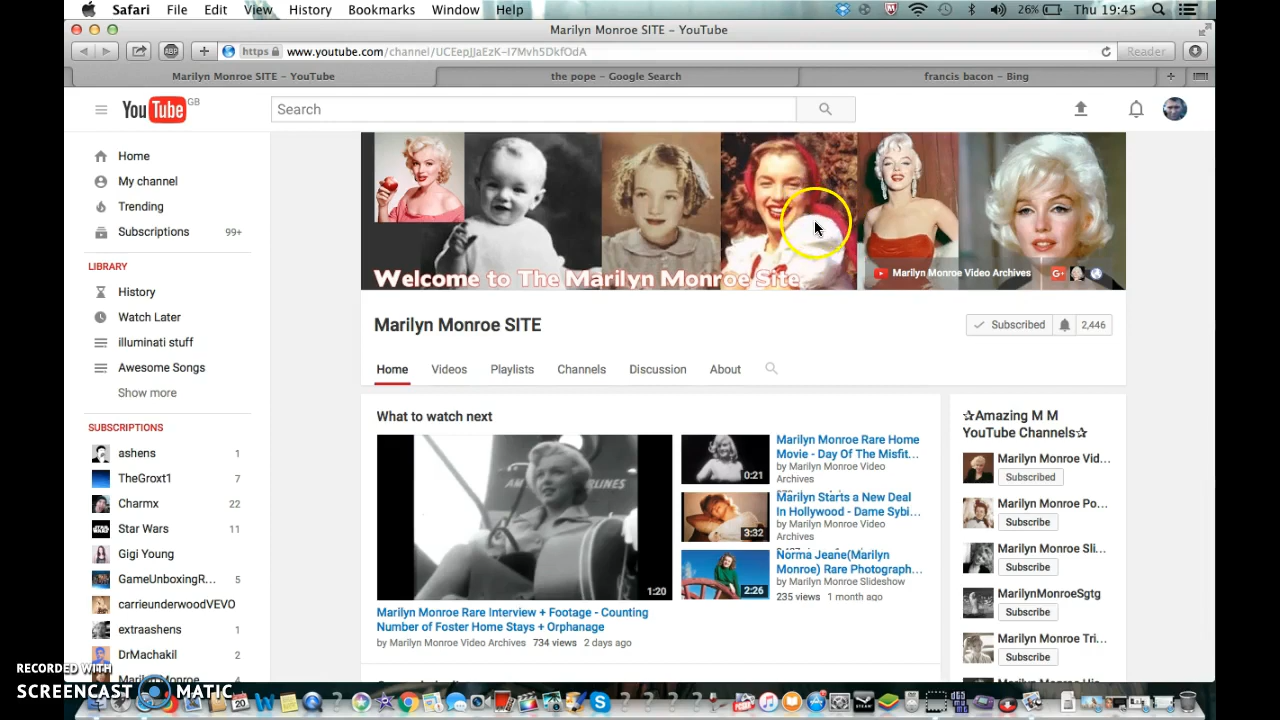 Safari File Edit View History Bookmarks Window Help 26% Thu 19:45
Marilyn Monroe SITE – YouTube
ABP + https www.youtube.com/channel/UCEepJJaEzK-I7Mvh5DkfOdA Reader
Marilyn Monroe SITE – YouTube the pope – Google Search francis bacon – Bing +
YouTube GB Search
Home
My channel
Trending
Subscriptions 99+
LIBRARY
History
Watch Later
illuminati stuff
Awesome Songs
Show more
SUBSCRIPTIONS
ashens 1
TheGroxt1 7
Charmx 22
Star Wars 11
Gigi Young
GameUnboxingR... 5
carrieunderwoodVEVO
extraashens 1
DrMachakil 2
Marilyn Monroe
Welcome to The Marilyn Monroe Site
Marilyn Monroe Video Archives G+
Marilyn Monroe SITE
Subscribed 2,446
Home Videos Playlists Channels Discussion About
What to watch next
AIRLINES
1:20
Marilyn Monroe Rare Interview + Footage - Counting
Number of Foster Home Stays + Orphanage
by Marilyn Monroe Video Archives 734 views 2 days ago
0:21
Marilyn Monroe Rare Home
Movie - Day Of The Misfit...
by Marilyn Monroe Video
Archives
3:32
Marilyn Starts a New Deal
In Hollywood - Dame Sybi...
by Marilyn Monroe Video
Archives
2:26
Norma Jeane(Marilyn
Monroe) Rare Photograph...
by Marilyn Monroe Slideshow
235 views 1 month ago
☆Amazing M M
YouTube Channels☆
Marilyn Monroe Vid...
Subscribed
Marilyn Monroe Po...
Subscribe
Marilyn Monroe Sli...
Subscribe
MarilynMonroeSgtg
Subscribe
Marilyn Monroe Tri...
Subscribe
RECORDED WITH
SCREENCAST MATIC